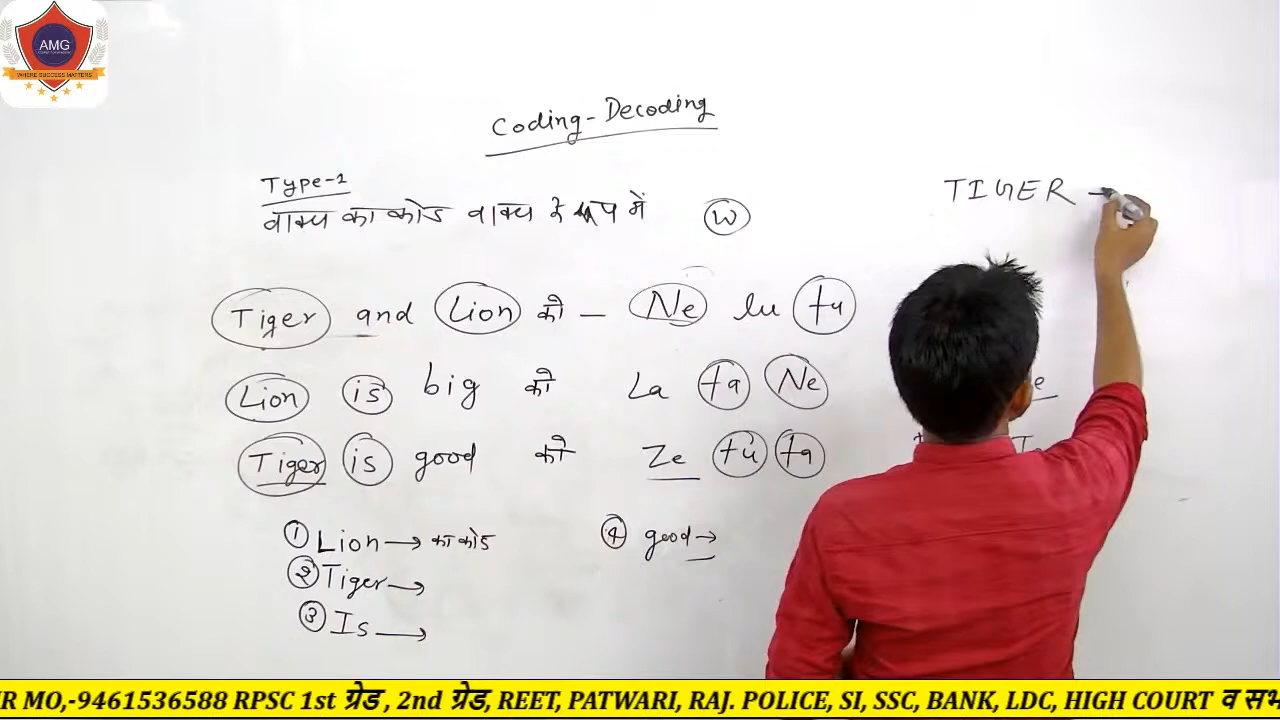 AMG
WHERE SUCCESS MATTERS
Coding-Decoding
Type-1
वाक्य का कोड वाक्य के रूप में W
TIGER →
Tiger and Lion को – Ne lu tu
Lion is big को La ta Ne
Tiger is good को Ze tu ta
① Lion → का कोड ④ good →
② Tiger →
③ Is →
MO,-9461536588 RPSC 1st ग्रेड , 2nd ग्रेड, REET, PATWARI, RAJ. POLICE, SI, SSC, BANK, LDC, HIGH COURT व